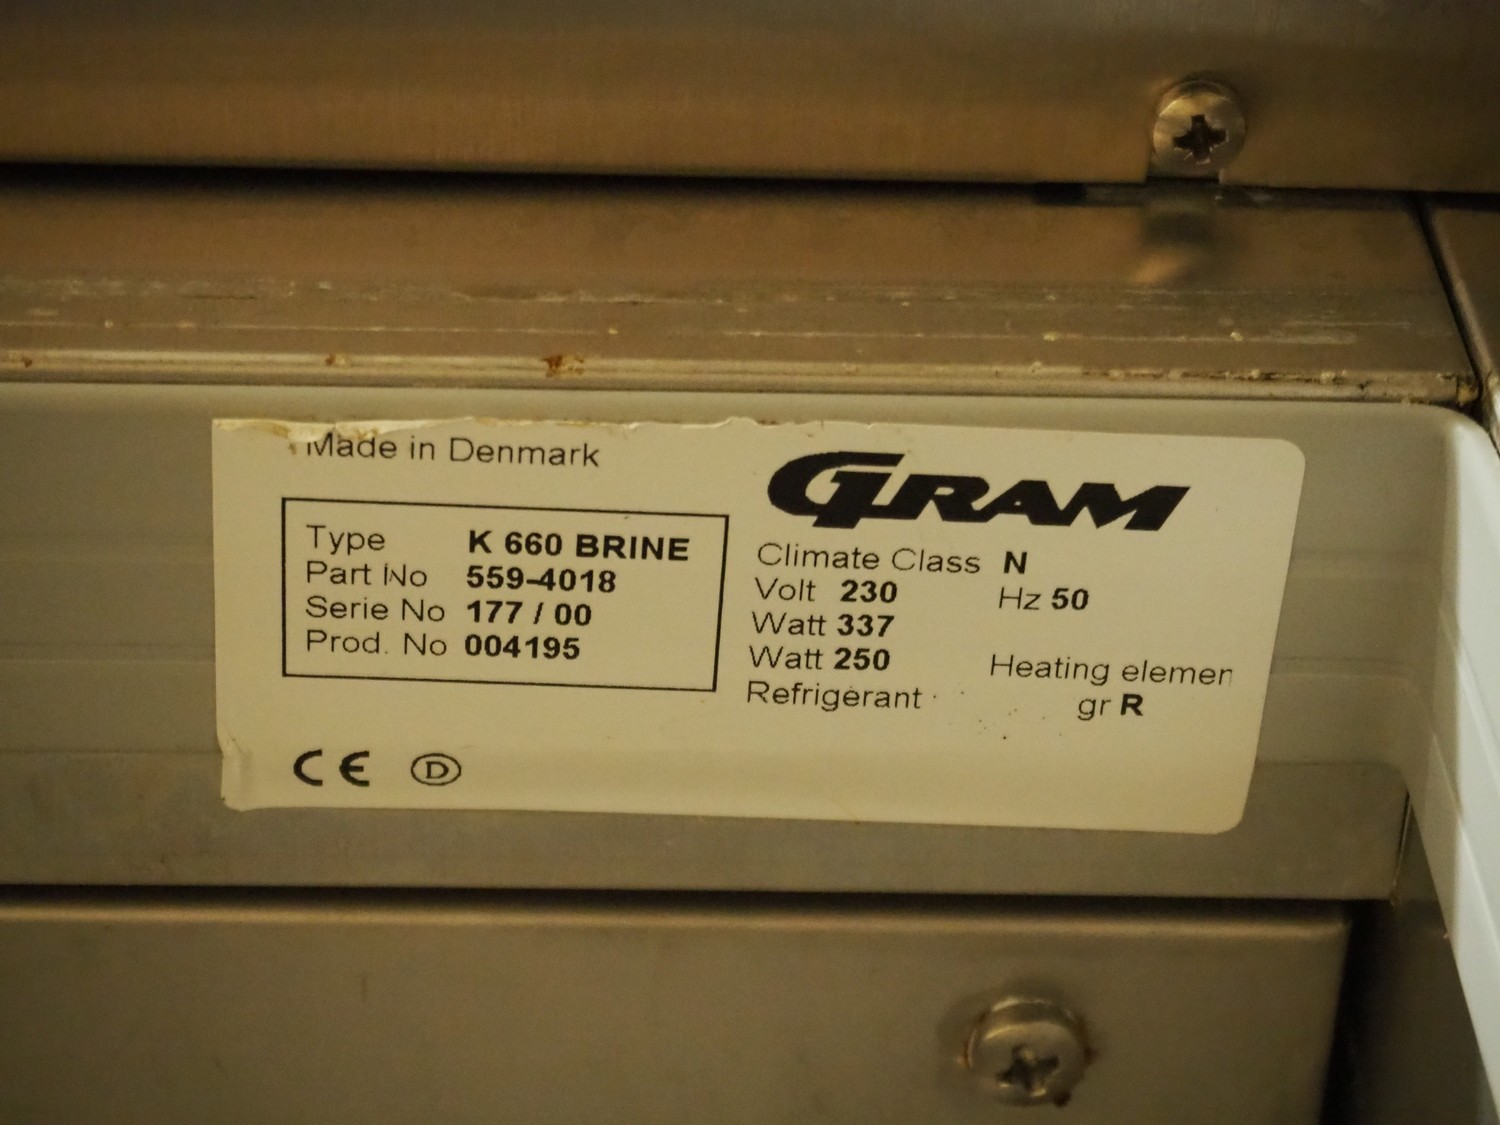 Made in Denmark
GRAM
Type K 660 BRINE
Part No 559-4018
Serie No 177 / 00
Prod. No 004195
Climate Class N
Volt 230 Hz 50
Watt 337
Watt 250 Heating elemen
Refrigerant gr R
CE D